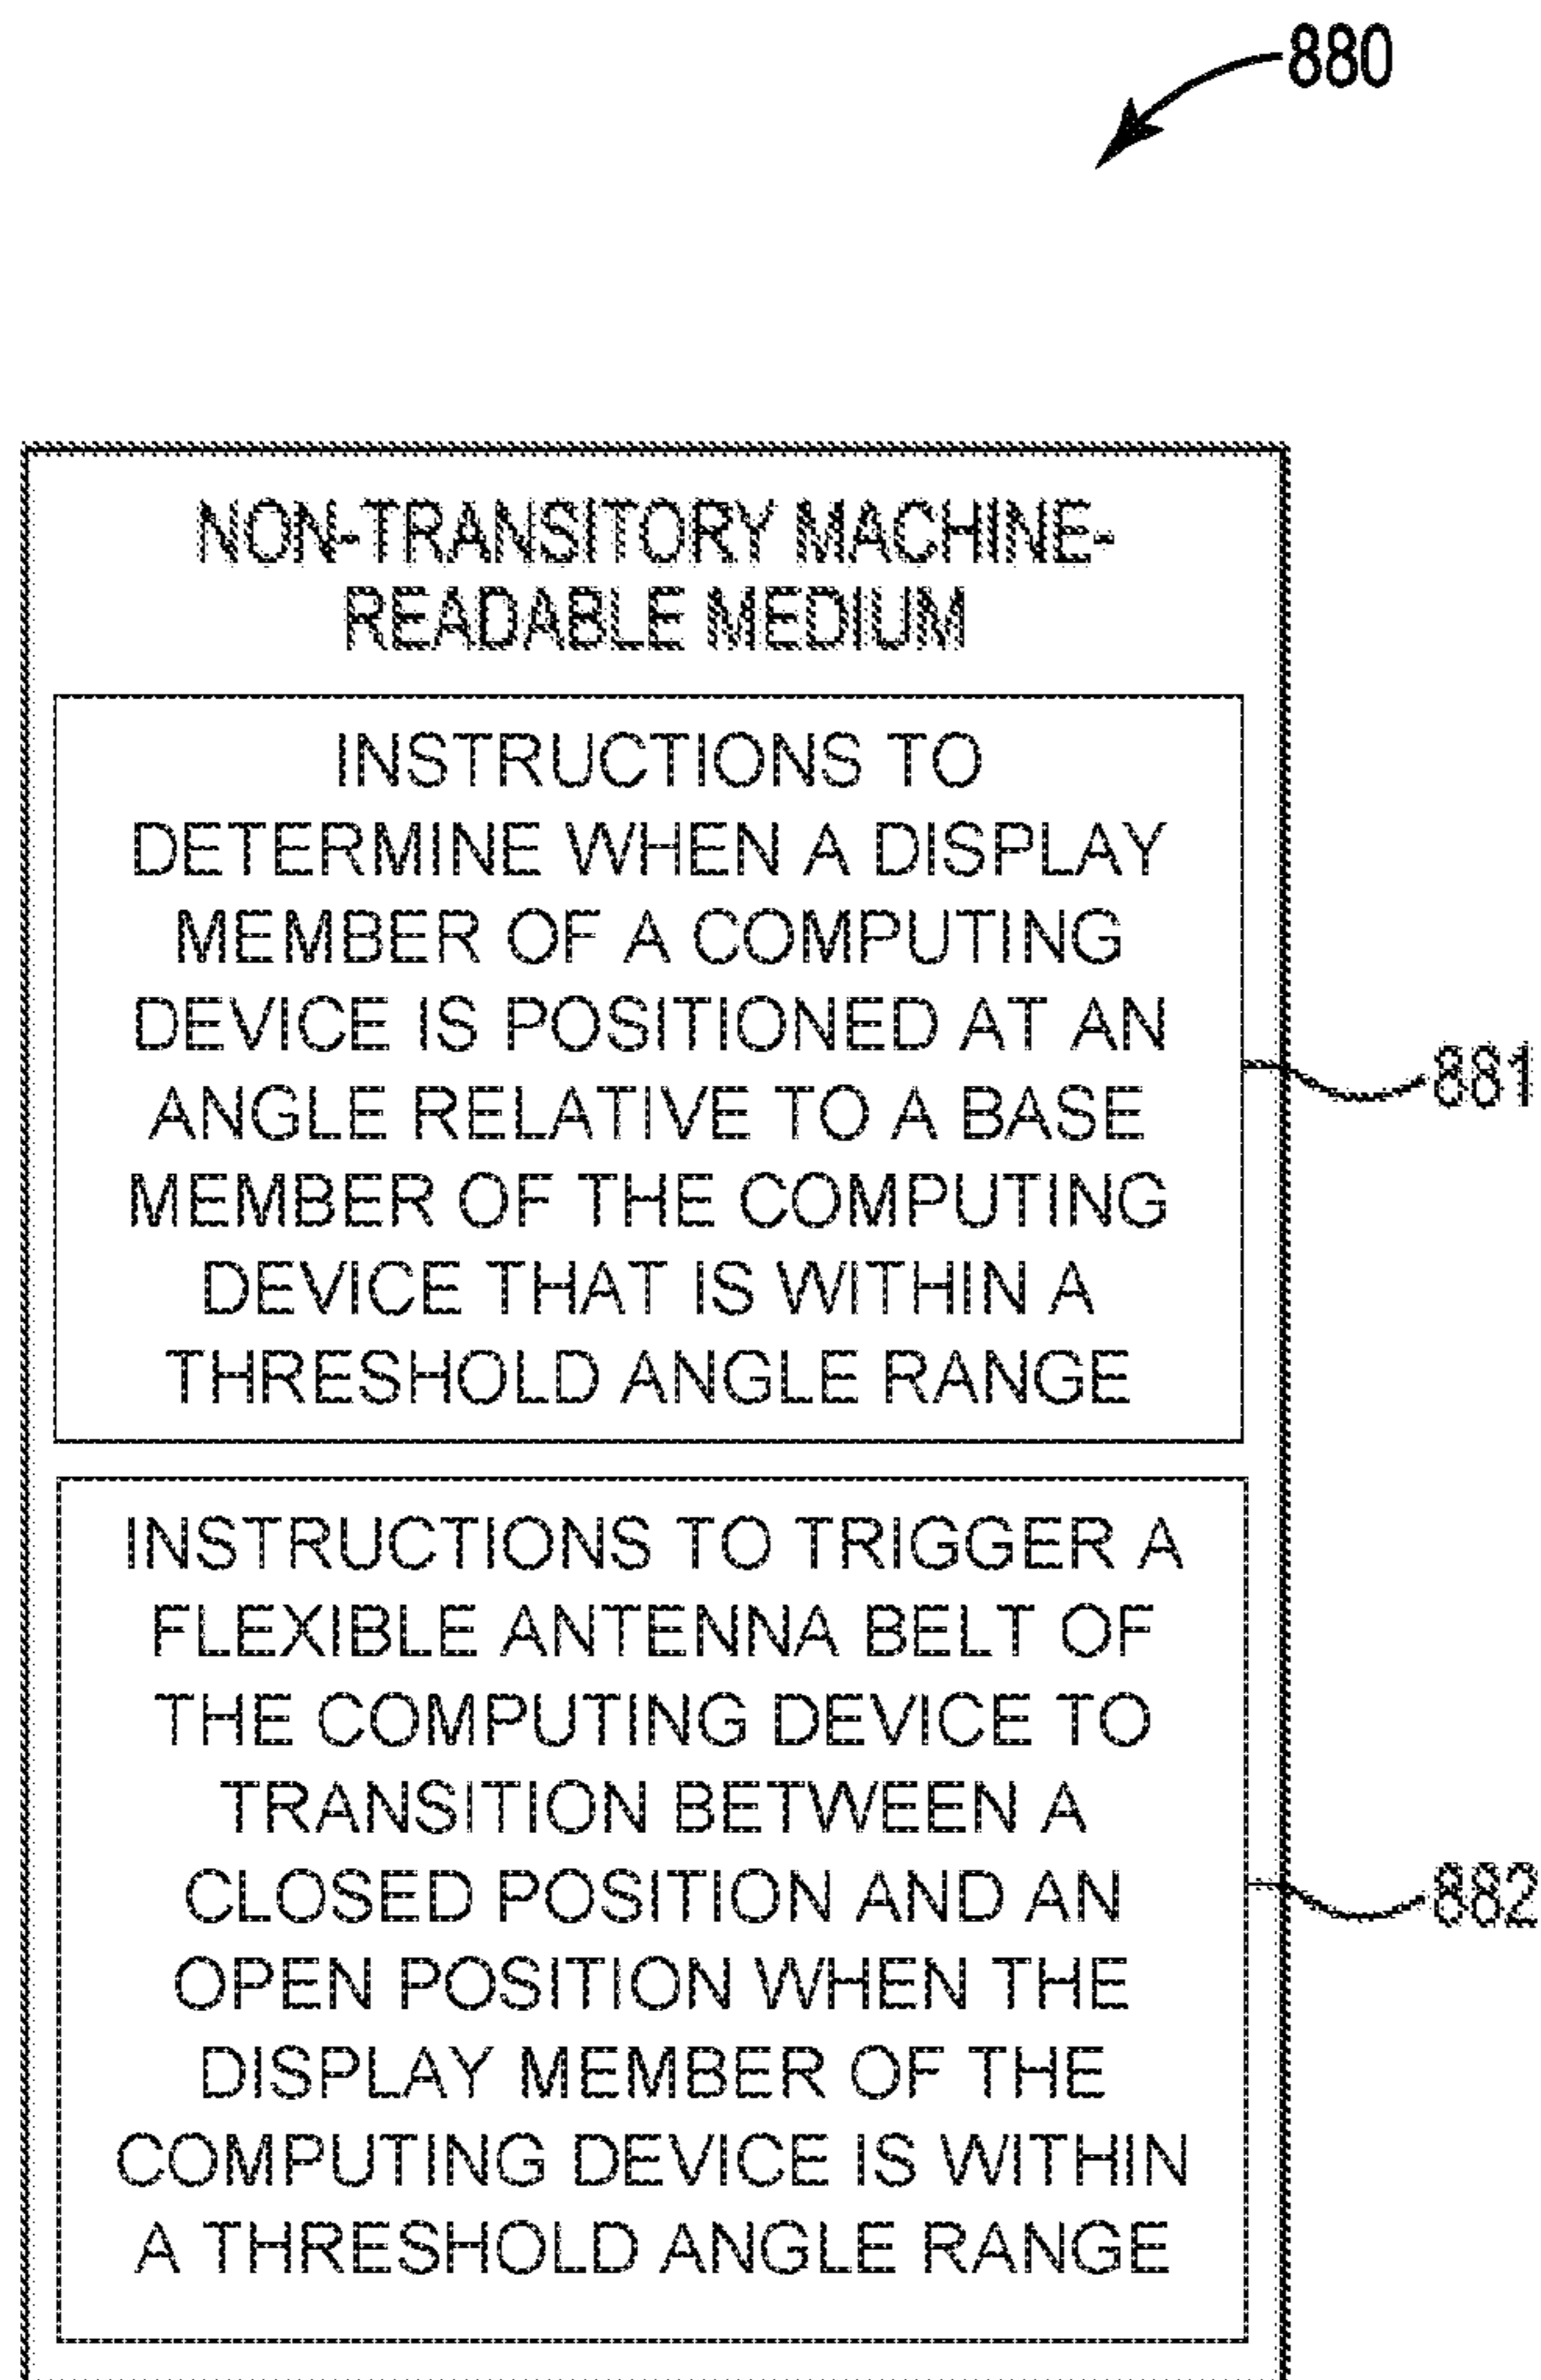 880
NON-TRANSITORY MACHINE-
READABLE MEDIUM
INSTRUCTIONS TO
DETERMINE WHEN A DISPLAY
MEMBER OF A COMPUTING
DEVICE IS POSITIONED AT AN
ANGLE RELATIVE TO A BASE
MEMBER OF THE COMPUTING
DEVICE THAT IS WITHIN A
THRESHOLD ANGLE RANGE
881
INSTRUCTIONS TO TRIGGER A
FLEXIBLE ANTENNA BELT OF
THE COMPUTING DEVICE TO
TRANSITION BETWEEN A
CLOSED POSITION AND AN
OPEN POSITION WHEN THE
DISPLAY MEMBER OF THE
COMPUTING DEVICE IS WITHIN
A THRESHOLD ANGLE RANGE
882